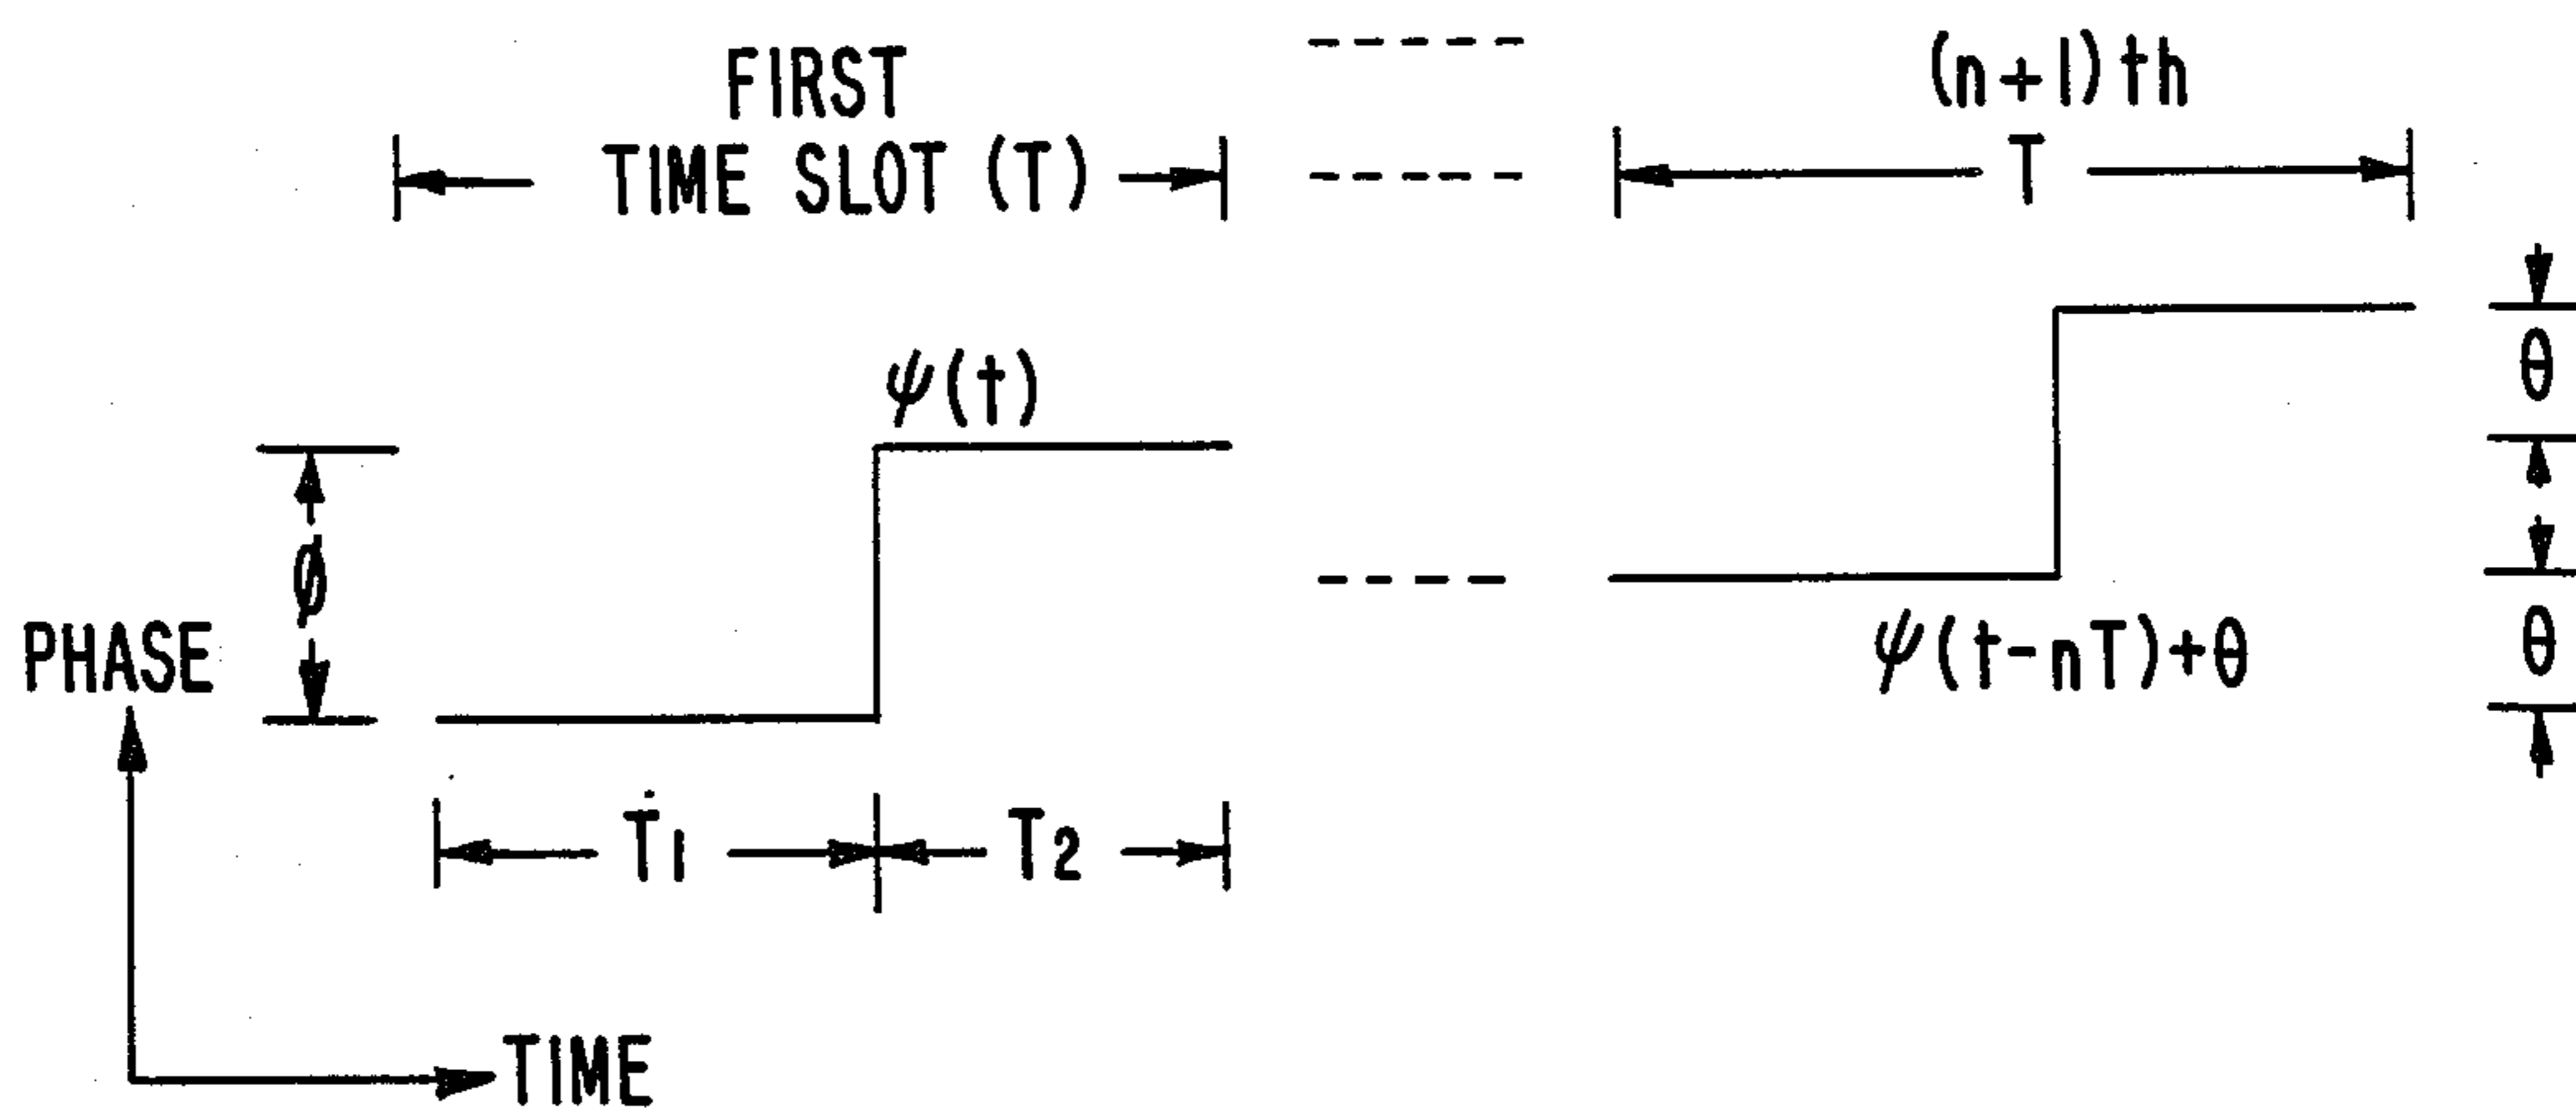 FIRST
TIME SLOT (T)
(n+1)th
T
ψ(t)
θ
ø
PHASE
ψ(t-nT)+θ
θ
T1
T2
TIME